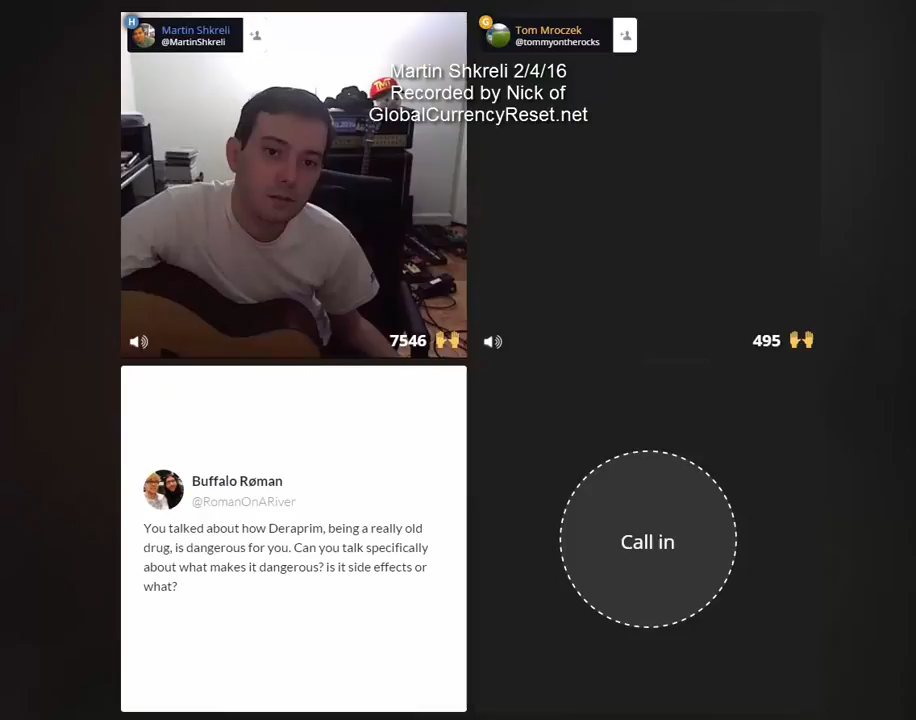 H
Martin Shkreli
@MartinShkreli
G
Tom Mroczek
@tommyontherocks
Martin Shkreli 2/4/16
Recorded by Nick of
GlobalCurrencyReset.net
TMT
7546
495
Buffalo Røman
@RomanOnARiver
You talked about how Deraprim, being a really old
drug, is dangerous for you. Can you talk specifically
about what makes it dangerous? is it side effects or
what?
Call in